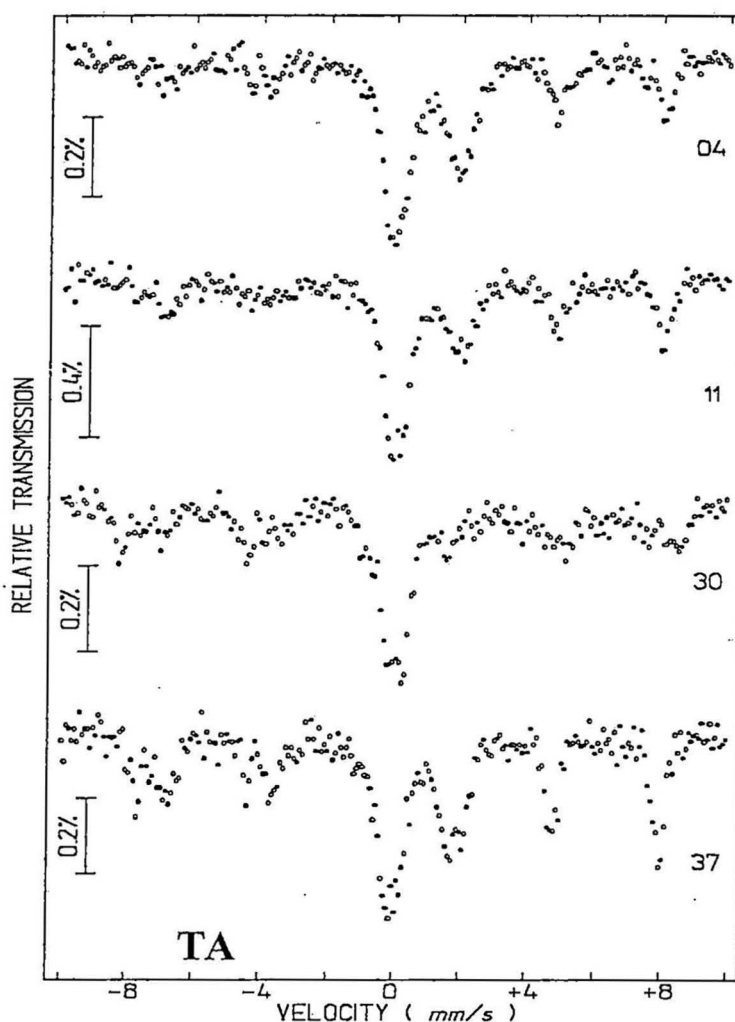 0.2%
04
0.4%
11
RELATIVE TRANSMISSION
0.2%
30
0.2%
37
TA
-8 -4 0 +4 +8
VELOCITY ( mm/s )